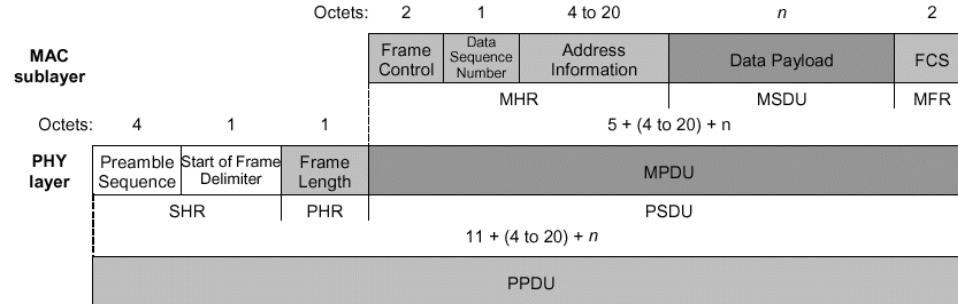 Octets: 2 1 4 to 20 n 2
MAC sublayer
Frame Control
Data Sequence Number
Address Information
Data Payload
FCS
MHR MSDU MFR
Octets: 4 1 1 5 + (4 to 20) + n
PHY layer
Preamble Sequence
Start of Frame Delimiter
Frame Length
MPDU
SHR PHR PSDU
11 + (4 to 20) + n
PPDU